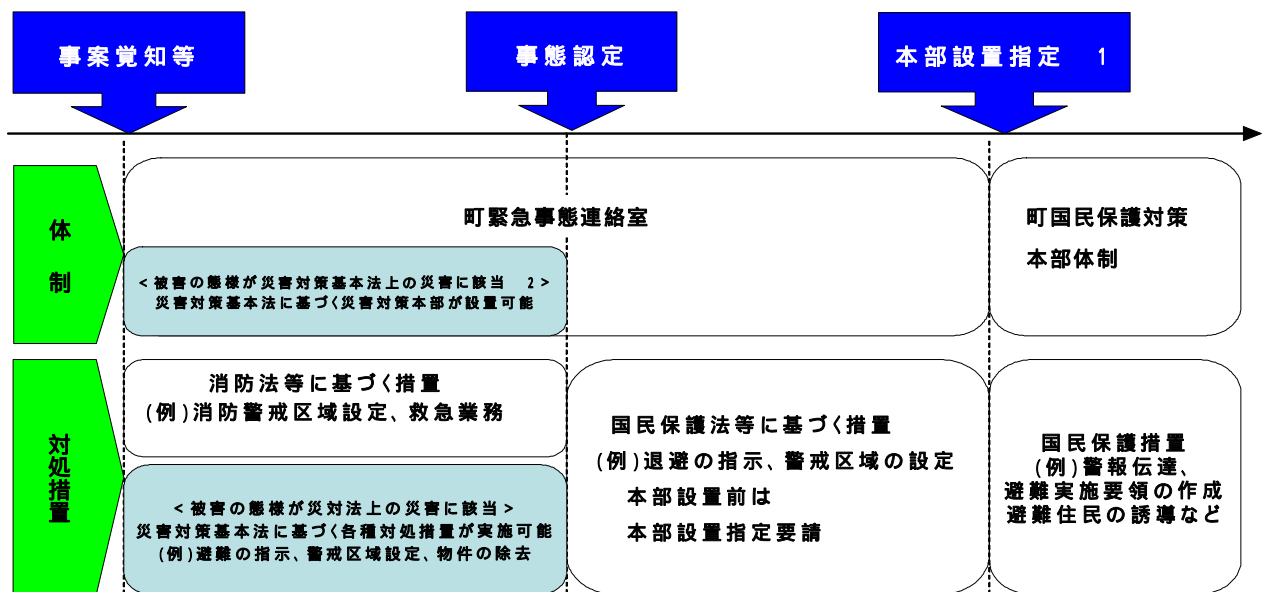 事案覚知等
事態認定
本部設置指定 1
体制
町緊急事態連絡室
<被害の態様が災害対策基本法上の災害に該当 2>
災害対策基本法に基づく災害対策本部が設置可能
町国民保護対策
本部体制
対処措置
消防法等に基づく措置
(例)消防警戒区域設定、救急業務
<被害の態様が災対法上の災害に該当>
災害対策基本法に基づく各種対処措置が実施可能
(例)避難の指示、警戒区域設定、物件の除去
国民保護法等に基づく措置
(例)退避の指示、警戒区域の設定
本部設置前は
本部設置指定要請
国民保護措置
(例)警報伝達、
避難実施要領の作成
避難住民の誘導など